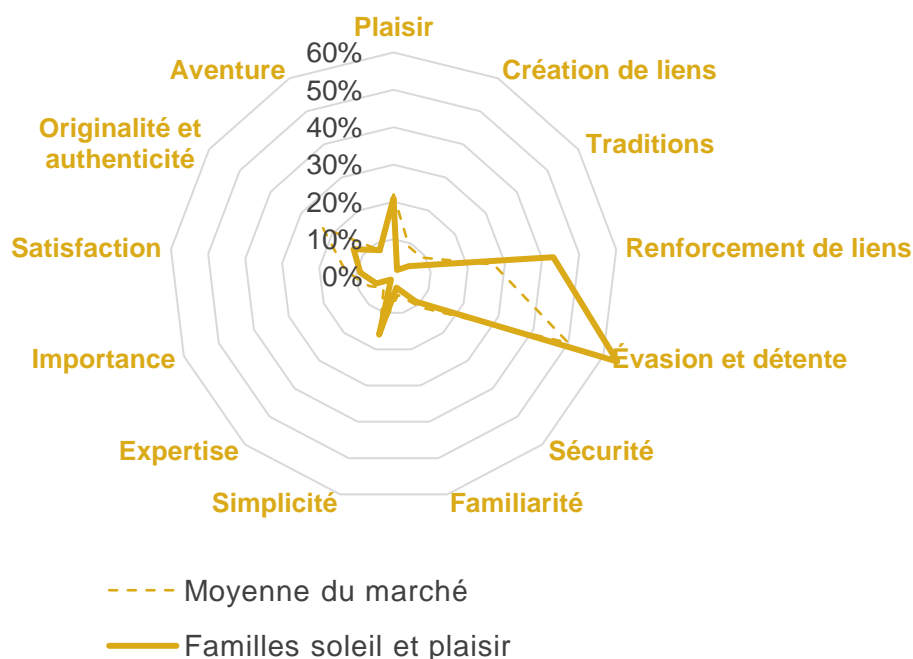 Plaisir
60%
Aventure
Création de liens
50%
Originalité et
authenticité
40%
Traditions
30%
20%
Satisfaction
10%
Renforcement de liens
0%
Importance
Évasion et détente
Expertise
Sécurité
Simplicité
Familiarité
Moyenne du marché
Familles soleil et plaisir